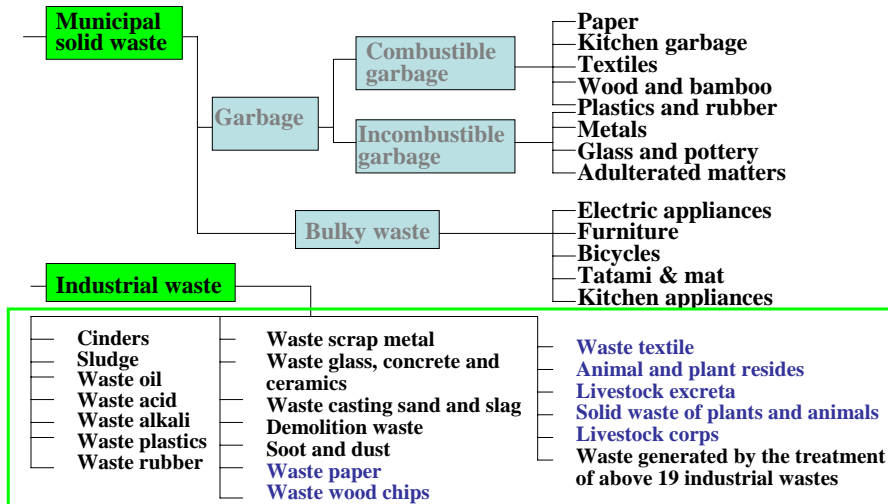 Municipal
solid waste
Garbage
Combustible
garbage
Paper
Kitchen garbage
Textiles
Wood and bamboo
Plastics and rubber
Incombustible
garbage
Metals
Glass and pottery
Adulterated matters
Bulky waste
Electric appliances
Furniture
Bicycles
Tatami & mat
Kitchen appliances
Industrial waste
Cinders
Sludge
Waste oil
Waste acid
Waste alkali
Waste plastics
Waste rubber
Waste scrap metal
Waste glass, concrete and
ceramics
Waste casting sand and slag
Demolition waste
Soot and dust
Waste paper
Waste wood chips
Waste textile
Animal and plant resides
Livestock excreta
Solid waste of plants and animals
Livestock corps
Waste generated by the treatment
of above 19 industrial wastes